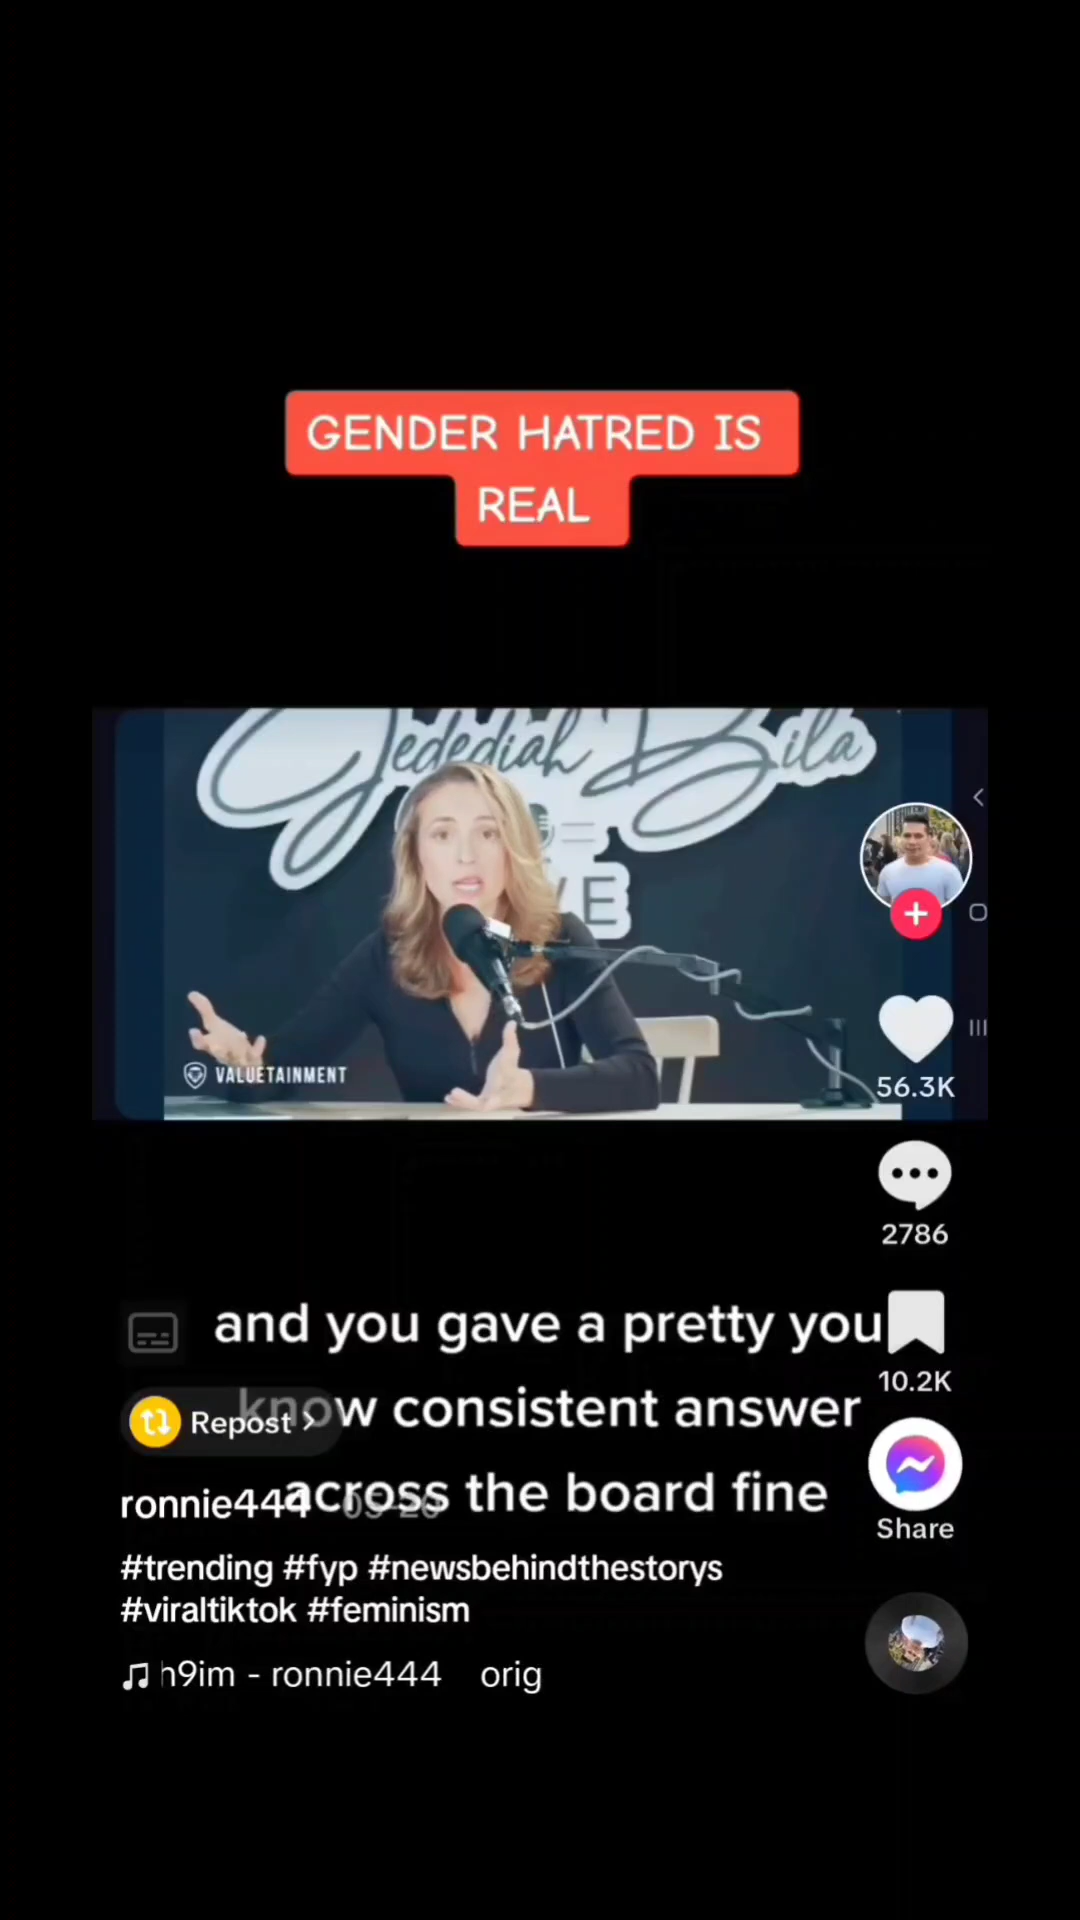 GENDER HATRED IS
REAL
Jedediah Bila
LIVE
VALUETAINMENT
56.3K
2786
and you gave a pretty you
10.2K
know consistent answer
Repost >
across the board fine
ronnie444
Share
#trending #fyp #newsbehindthestorys
#viraltiktok #feminism
h9im - ronnie444 orig